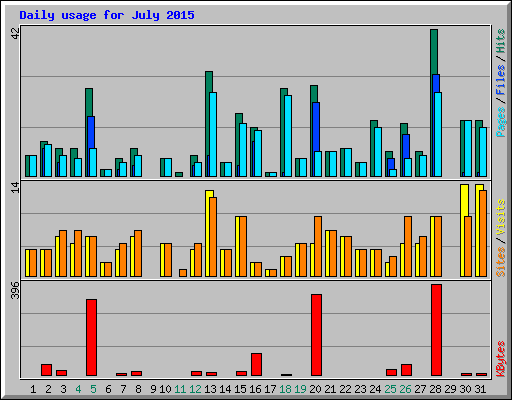 Daily usage for July 2015
42
Pages / Files / Hits
14
Sites / Visits
396
KBytes
1 2 3 4 5 6 7 8 9 10 11 12 13 14 15 16 17 18 19 20 21 22 23 24 25 26 27 28 29 30 31